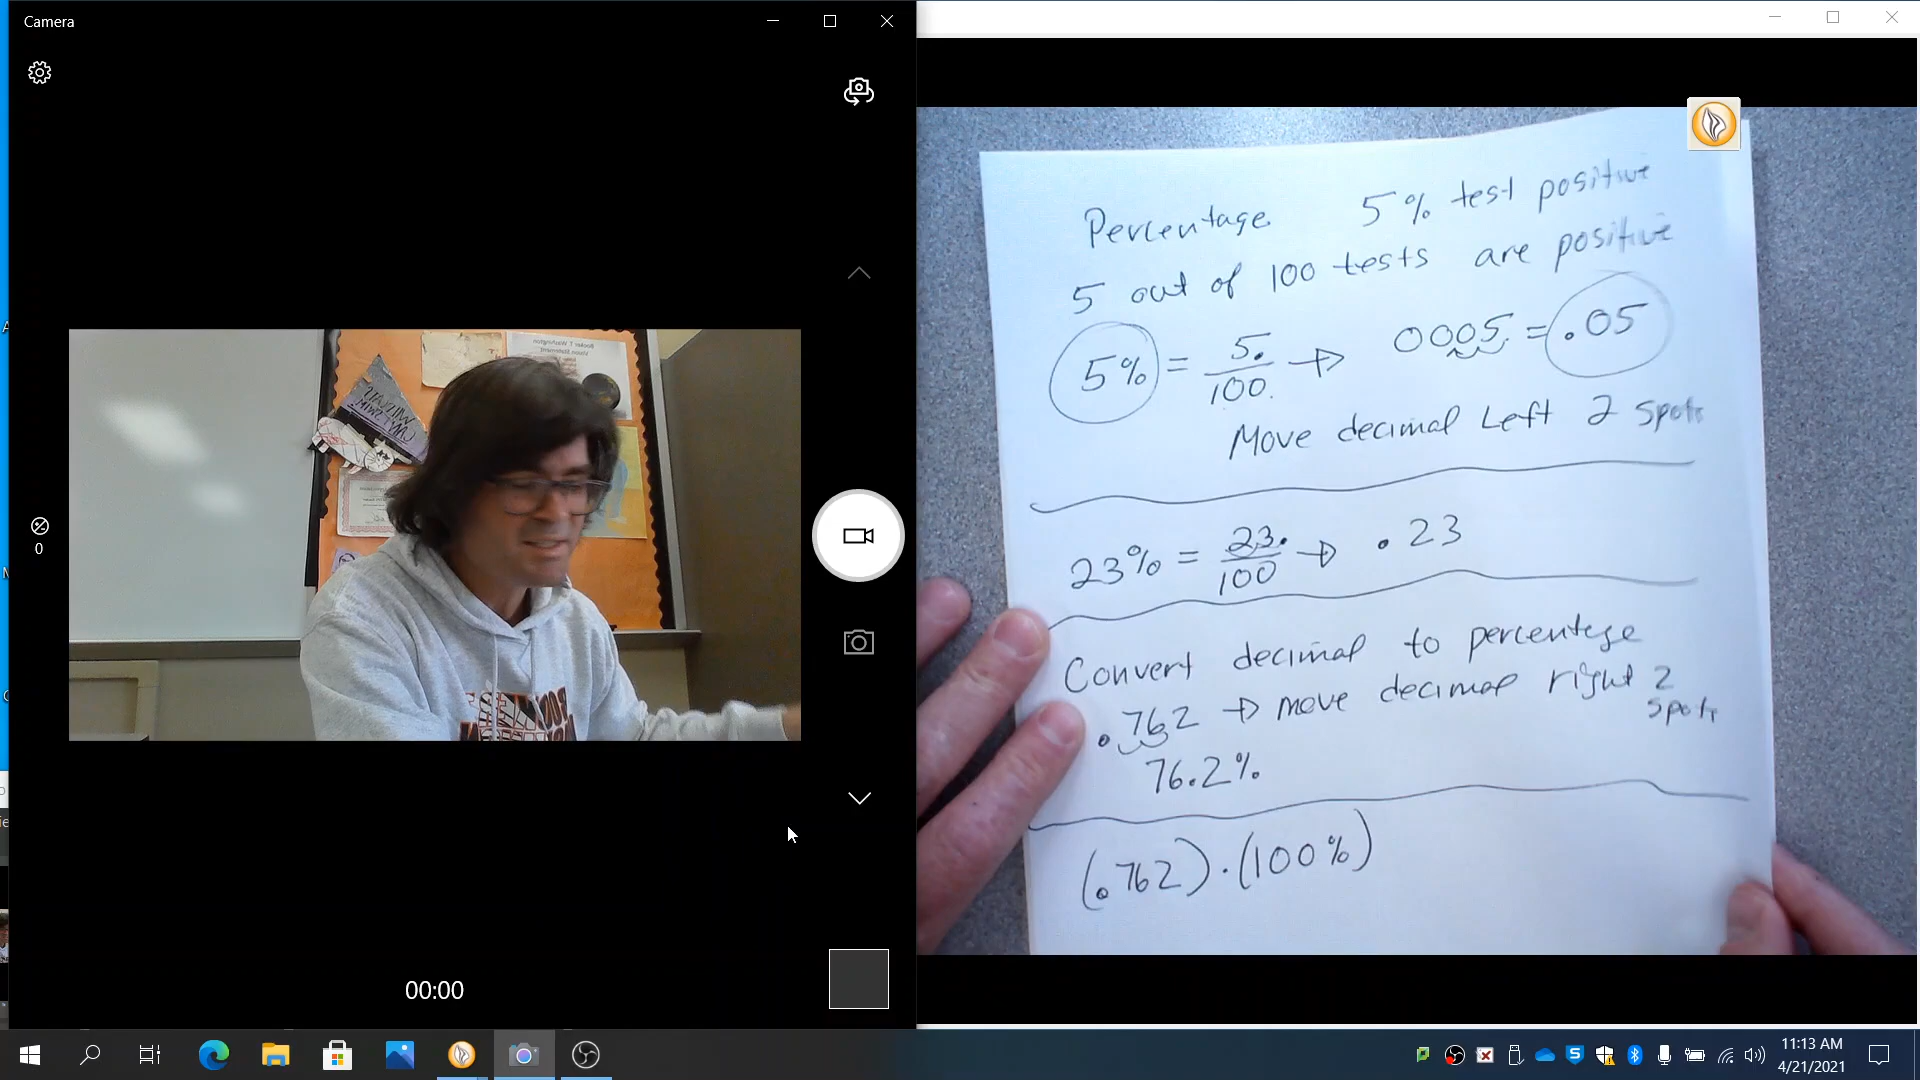 Camera
0
00:00
Percentage 5% test positive
5 out of 100 tests are positive
5% = 5./100. → 0005. = .05
Move decimal Left 2 spots
23% = 23./100 → .23
Convert decimal to percentage
.762 → move decimal right 2
spots
76.2%
(.762) · (100%)
11:13 AM
4/21/2021